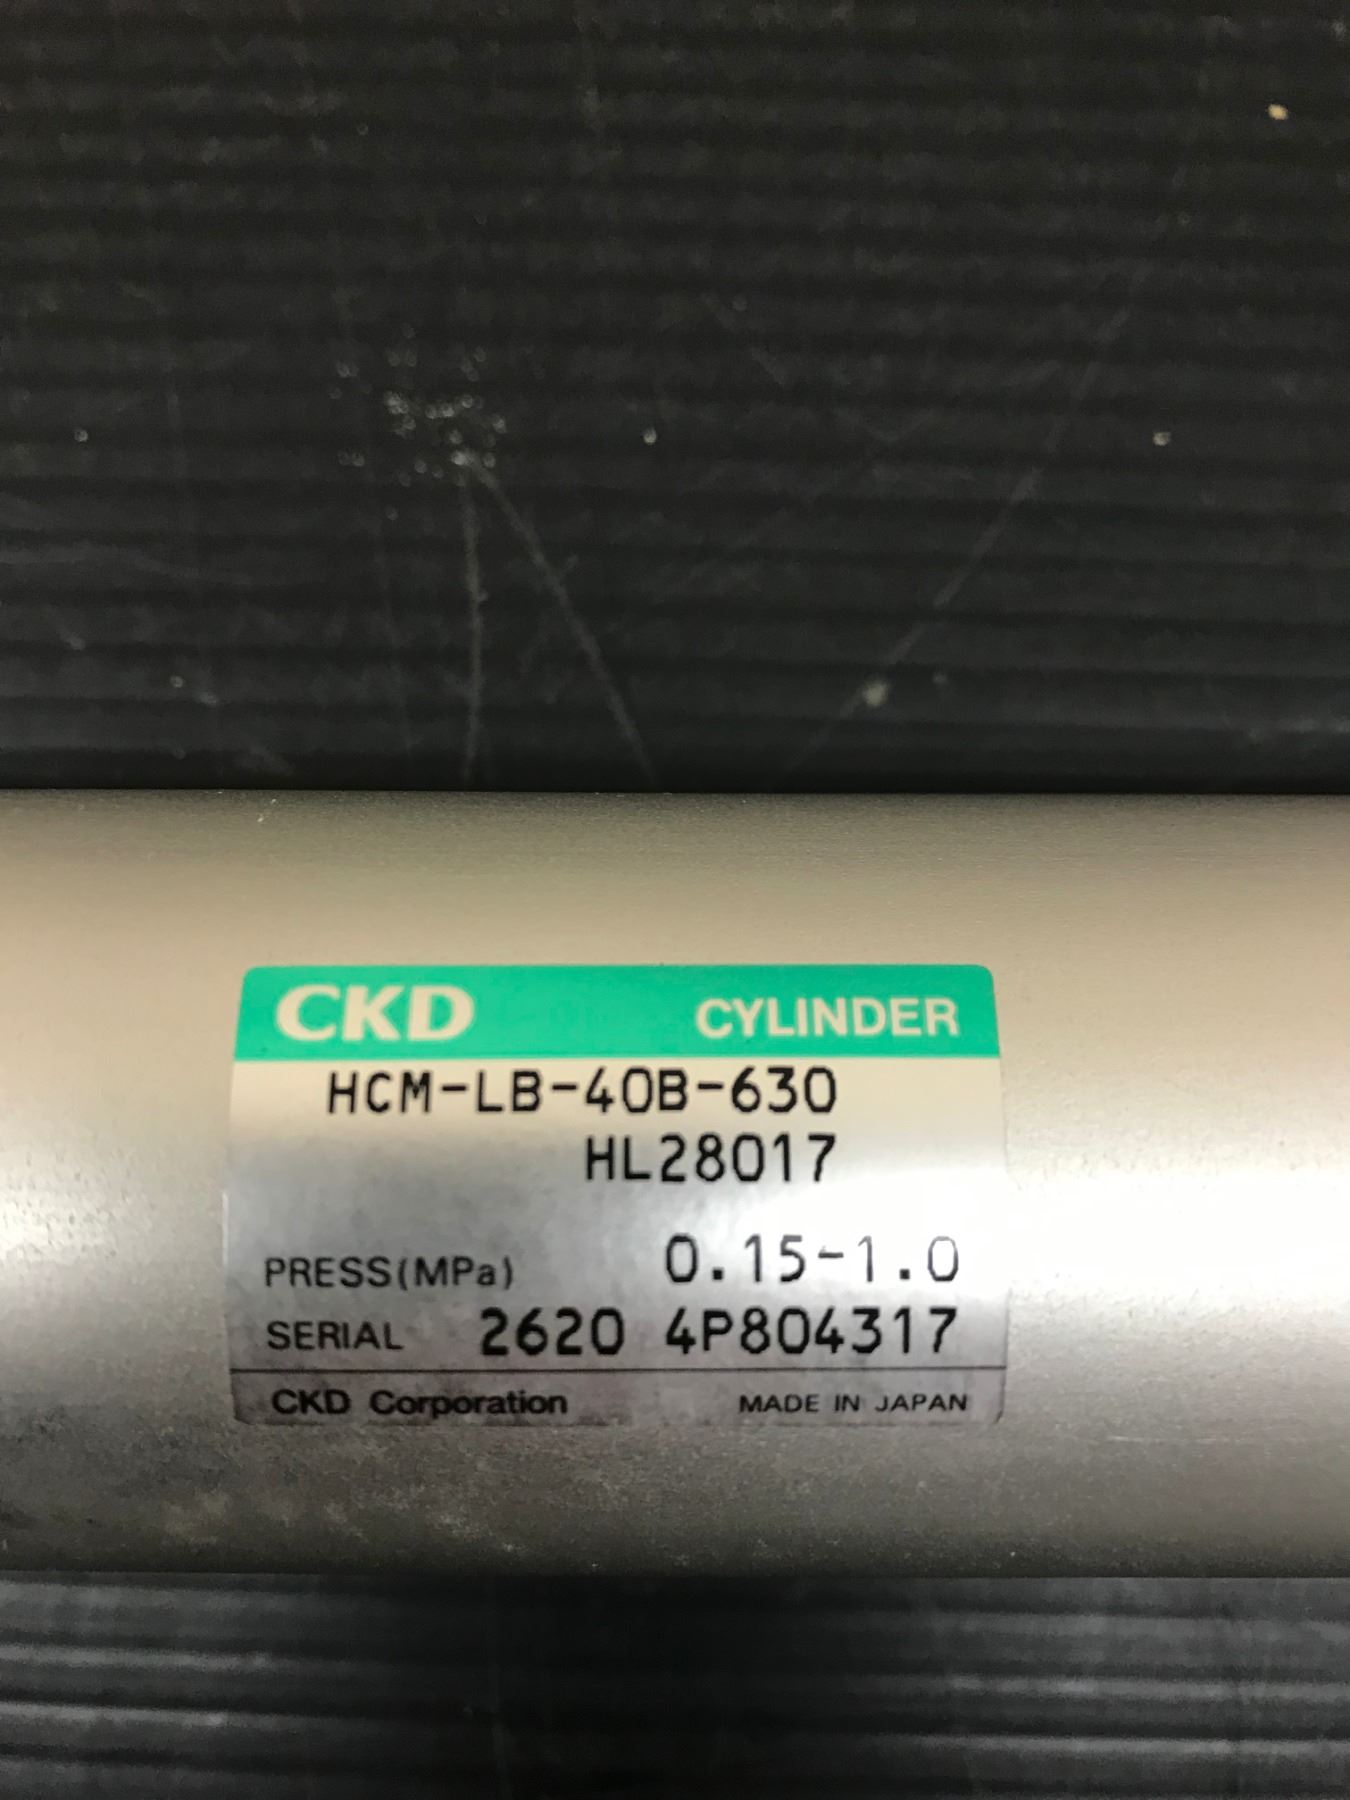 CKD CYLINDER
HCM-LB-40B-630
HL28017
PRESS(MPa) 0.15-1.0
SERIAL 2620 4P804317
CKD Corporation MADE IN JAPAN